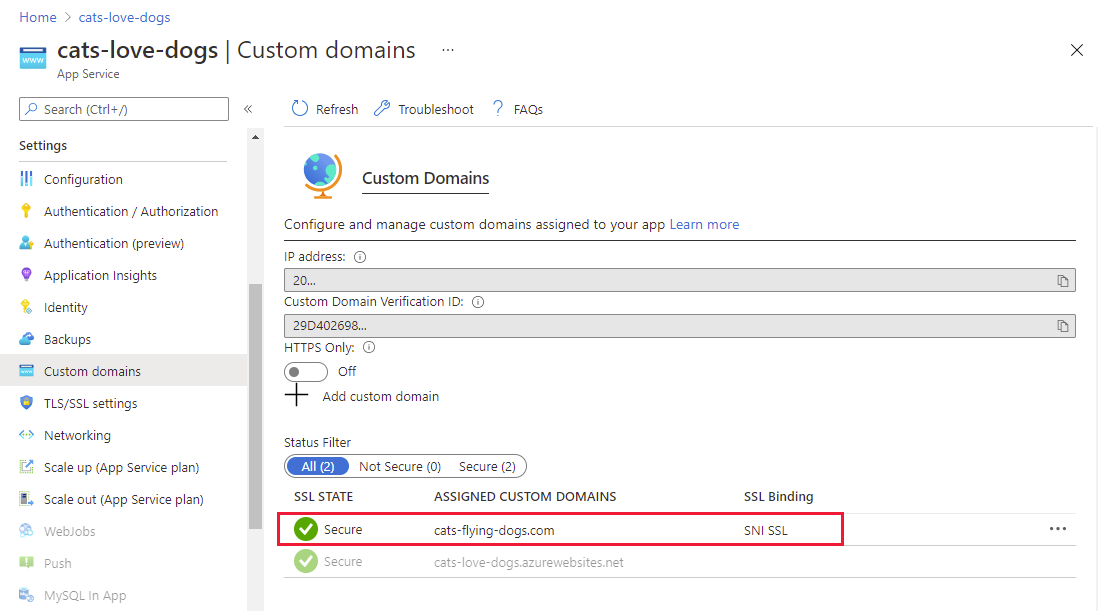 Home > cats-love-dogs
cats-love-dogs | Custom domains ...
App Service
Search (Ctrl+/)
«
Refresh Troubleshoot ? FAQs
Settings
Configuration
Authentication / Authorization
Authentication (preview)
Application Insights
Identity
Backups
Custom domains
TLS/SSL settings
Networking
Scale up (App Service plan)
Scale out (App Service plan)
WebJobs
Push
MySQL In App
Custom Domains
Configure and manage custom domains assigned to your app Learn more
IP address:
20...
Custom Domain Verification ID:
29D402698...
HTTPS Only:
Off
Add custom domain
Status Filter
All (2) Not Secure (0) Secure (2)
SSL STATE ASSIGNED CUSTOM DOMAINS SSL Binding
Secure cats-flying-dogs.com SNI SSL ...
Secure cats-love-dogs.azurewebsites.net